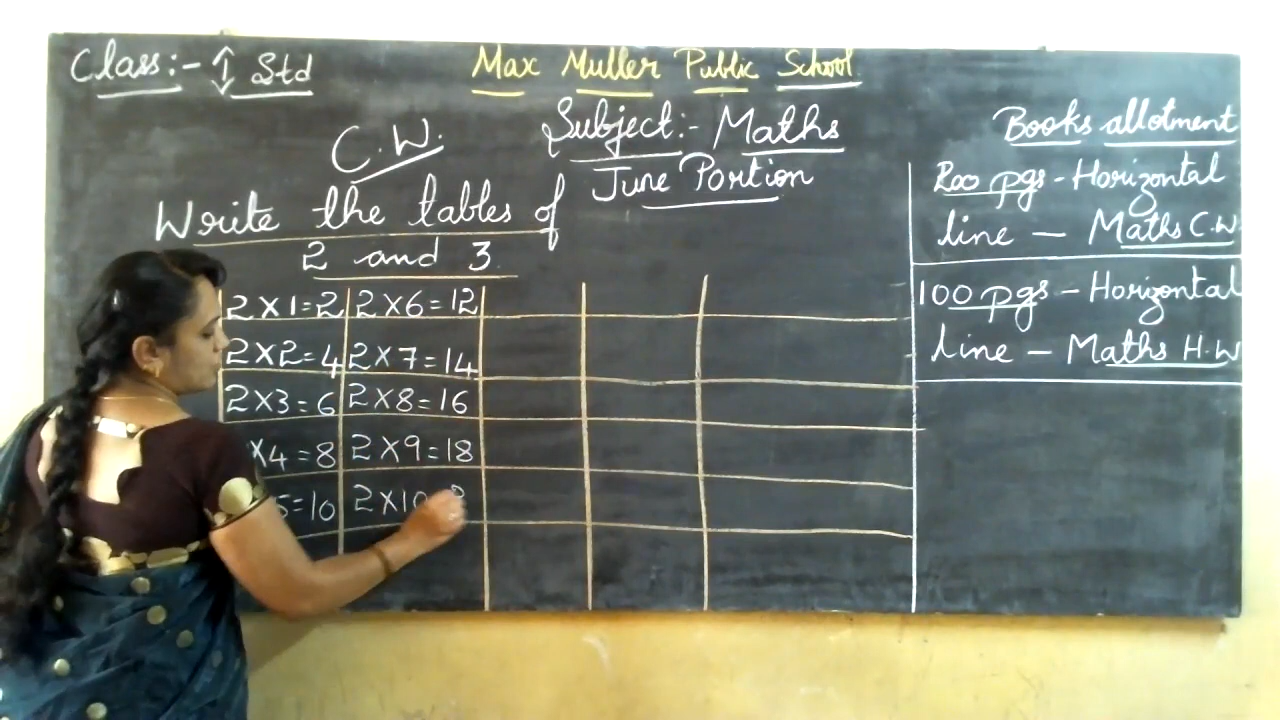 Class:- I Std
Max Muller Public School
C.W.
Subject:- Maths
June Portion
Write the tables of
2 and 3.
2X1=2 2X6=12
2X2=4 2X7=14
2X3=6 2X8=16
X4=8 2X9=18
5=10 2X10
Books allotment
200 pgs - Horizontal
line - Maths C.W.
100 pgs - Horizontal
line - Maths H.W